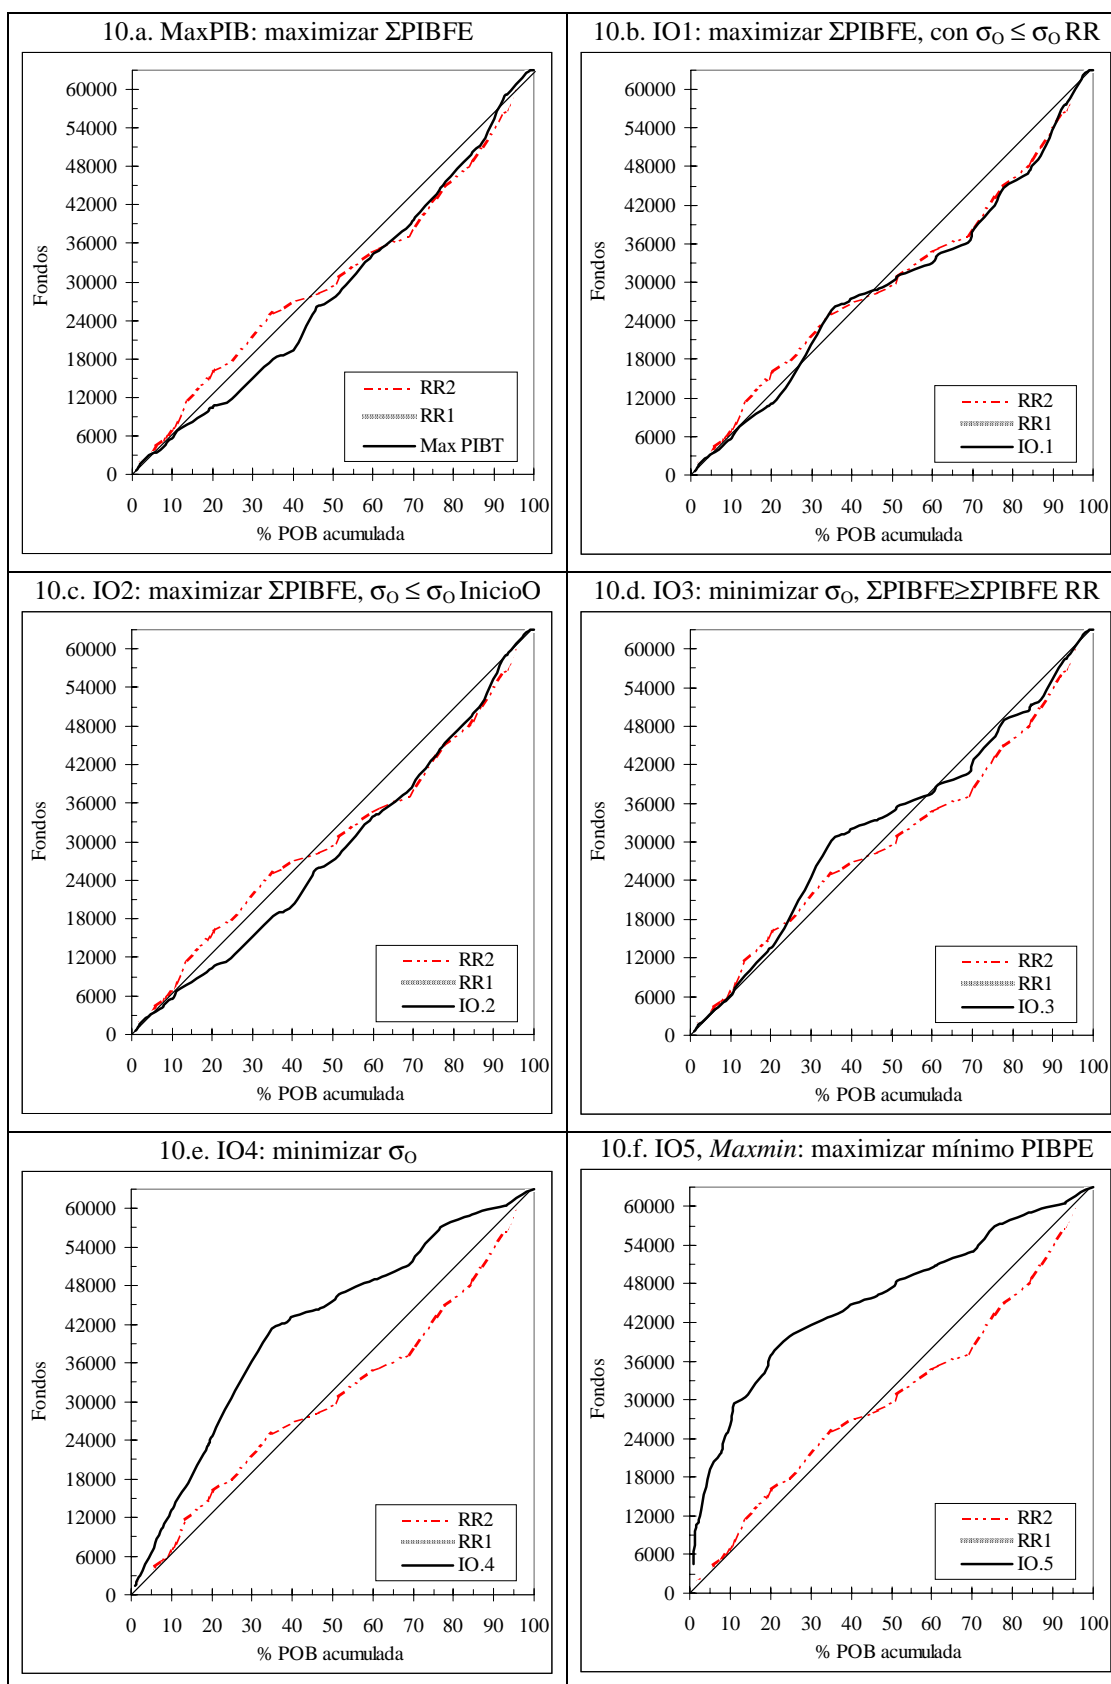 10.a. MaxPIB: maximizar ΣPIBFE
60000
54000
48000
42000
36000
30000
24000
18000
12000
6000
0
Fondos
RR2
RR1
Max PIBT
0 10 20 30 40 50 60 70 80 90 100
% POB acumulada
10.b. IO1: maximizar ΣPIBFE, con σO ≤ σO RR
60000
54000
48000
42000
36000
30000
24000
18000
12000
6000
0
Fondos
RR2
RR1
IO.1
0 10 20 30 40 50 60 70 80 90 100
% POB acumulada
10.c. IO2: maximizar ΣPIBFE, σO ≤ σO InicioO
60000
54000
48000
42000
36000
30000
24000
18000
12000
6000
0
Fondos
RR2
RR1
IO.2
0 10 20 30 40 50 60 70 80 90 100
% POB acumulada
10.d. IO3: minimizar σO, ΣPIBFE≥ΣPIBFE RR
60000
54000
48000
42000
36000
30000
24000
18000
12000
6000
0
Fondos
RR2
RR1
IO.3
0 10 20 30 40 50 60 70 80 90 100
% POB acumulada
10.e. IO4: minimizar σO
60000
54000
48000
42000
36000
30000
24000
18000
12000
6000
0
Fondos
RR2
RR1
IO.4
0 10 20 30 40 50 60 70 80 90 100
% POB acumulada
10.f. IO5, Maxmin: maximizar mínimo PIBPE
60000
54000
48000
42000
36000
30000
24000
18000
12000
6000
0
Fondos
RR2
RR1
IO.5
0 10 20 30 40 50 60 70 80 90 100
% POB acumulada